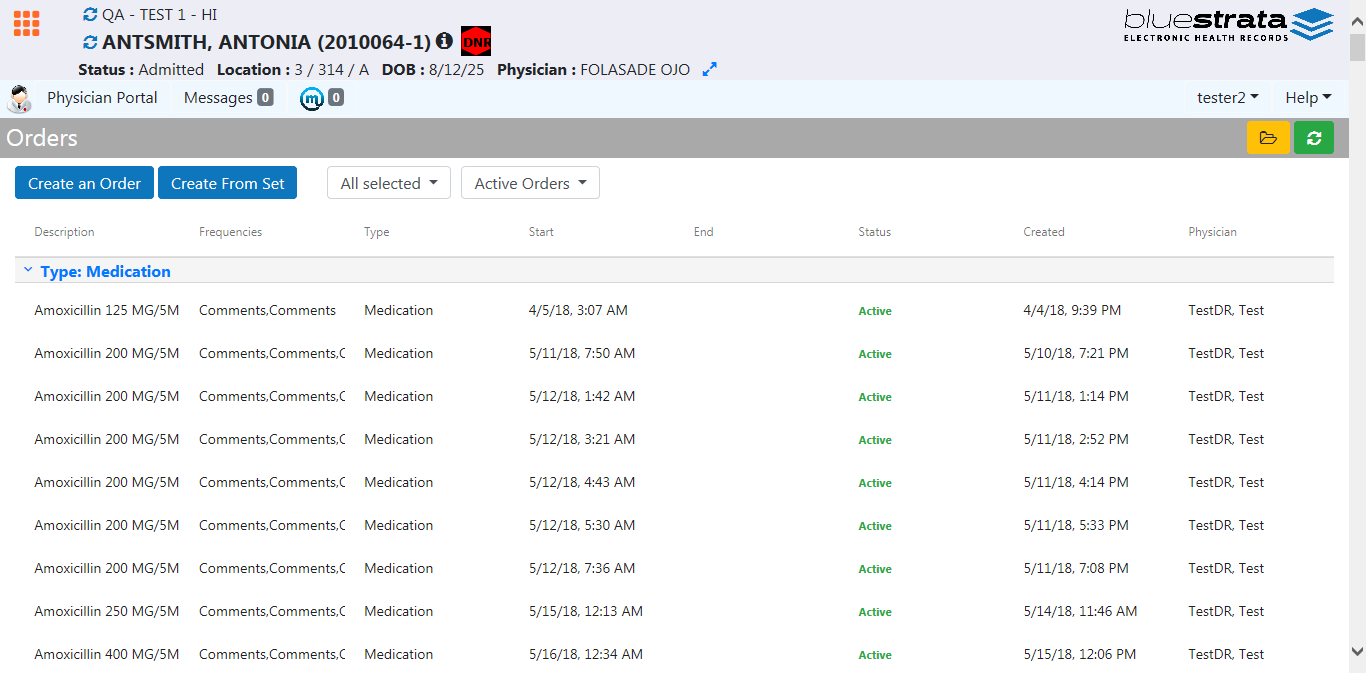 QA - TEST 1 - HI
ANTSMITH, ANTONIA (2010064-1) DNR
Status : Admitted Location : 3 / 314 / A DOB : 8/12/25 Physician : FOLASADE OJO
bluestrata
ELECTRONIC HEALTH RECORDS
Physician Portal Messages 0 m 0 tester2 Help
Orders
Create an Order Create From Set All selected Active Orders
Description Frequencies Type Start End Status Created Physician
Type: Medication
Amoxicillin 125 MG/5M Comments,Comments Medication 4/5/18, 3:07 AM Active 4/4/18, 9:39 PM TestDR, Test
Amoxicillin 200 MG/5M Comments,Comments,C Medication 5/11/18, 7:50 AM Active 5/10/18, 7:21 PM TestDR, Test
Amoxicillin 200 MG/5M Comments,Comments,C Medication 5/12/18, 1:42 AM Active 5/11/18, 1:14 PM TestDR, Test
Amoxicillin 200 MG/5M Comments,Comments,C Medication 5/12/18, 3:21 AM Active 5/11/18, 2:52 PM TestDR, Test
Amoxicillin 200 MG/5M Comments,Comments,C Medication 5/12/18, 4:43 AM Active 5/11/18, 4:14 PM TestDR, Test
Amoxicillin 200 MG/5M Comments,Comments,C Medication 5/12/18, 5:30 AM Active 5/11/18, 5:33 PM TestDR, Test
Amoxicillin 200 MG/5M Comments,Comments,C Medication 5/12/18, 7:36 AM Active 5/11/18, 7:08 PM TestDR, Test
Amoxicillin 250 MG/5M Comments,Comments,C Medication 5/15/18, 12:13 AM Active 5/14/18, 11:46 AM TestDR, Test
Amoxicillin 400 MG/5M Comments,Comments,C Medication 5/16/18, 12:34 AM Active 5/15/18, 12:06 PM TestDR, Test